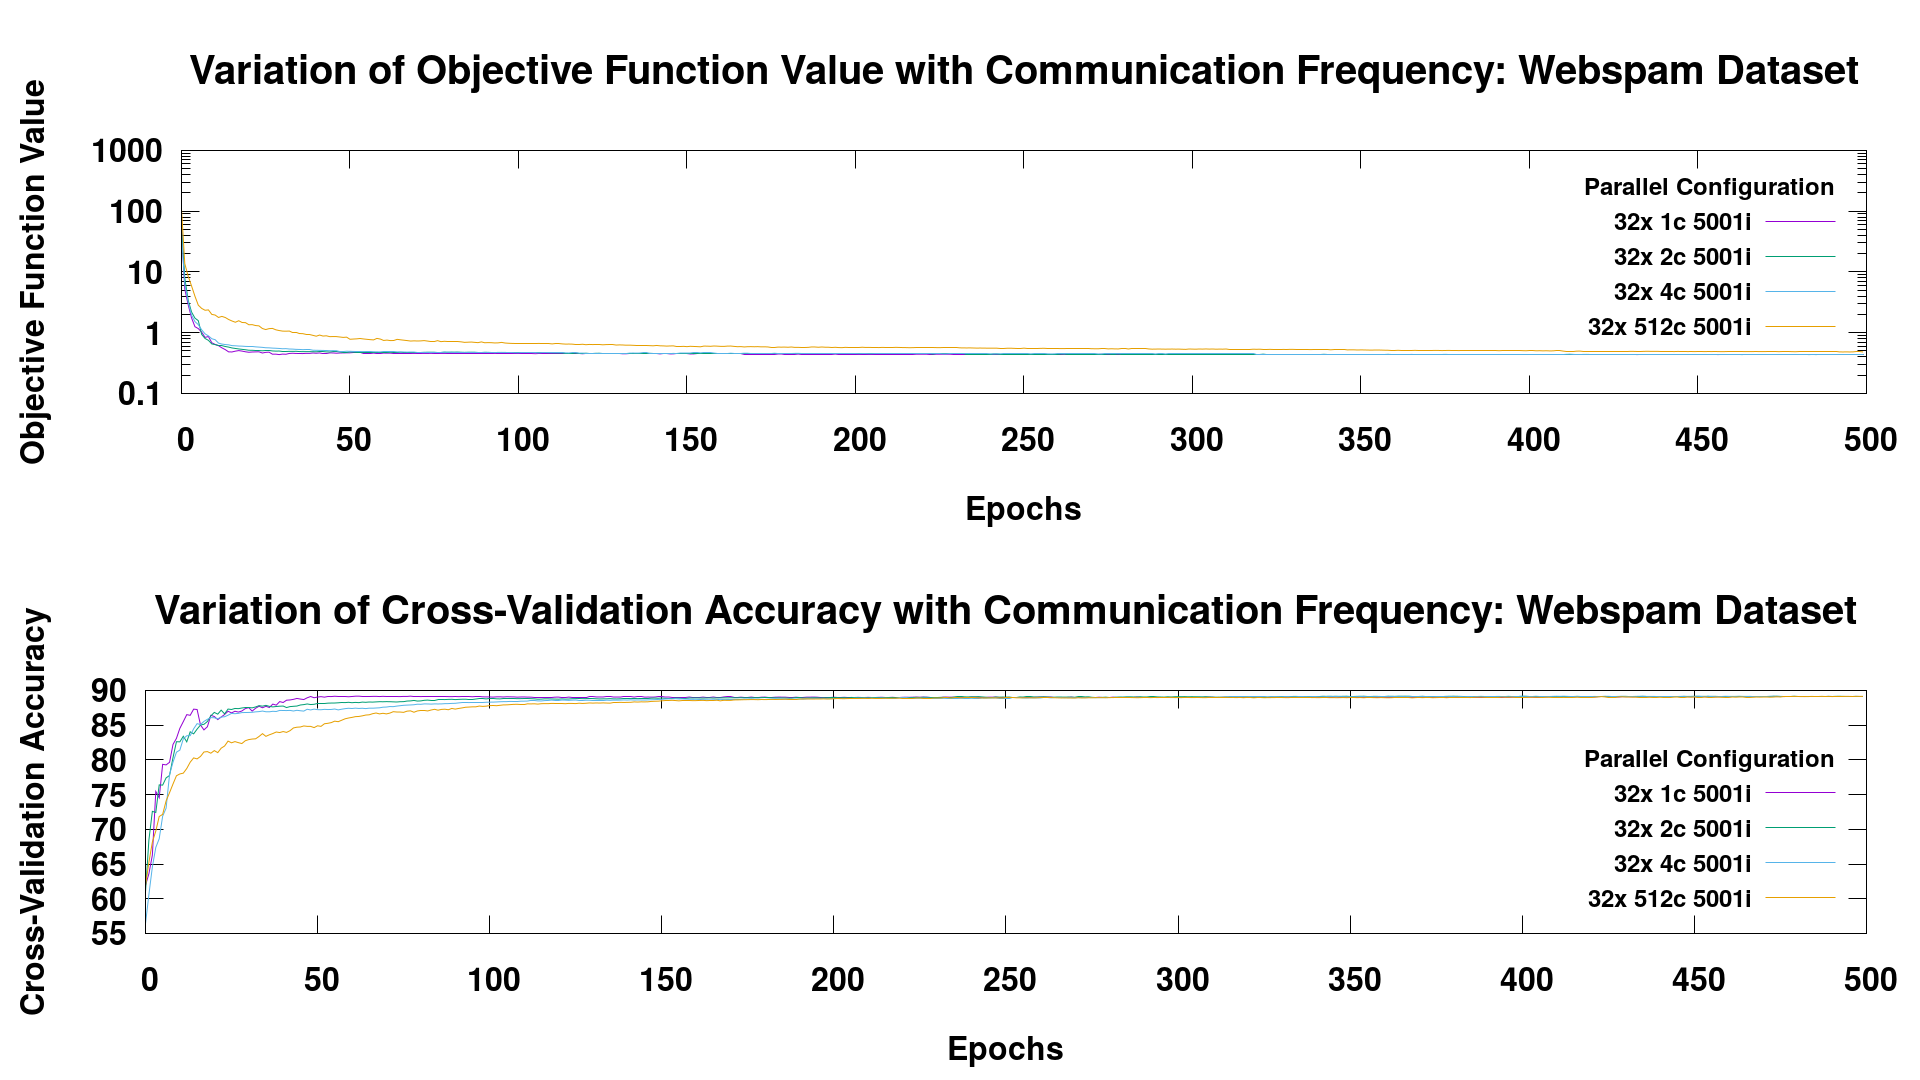 Variation of Objective Function Value with Communication Frequency: Webspam Dataset
Objective Function Value
1000
100
10
1
0.1
Parallel Configuration
32x 1c 5001i
32x 2c 5001i
32x 4c 5001i
32x 512c 5001i
0 50 100 150 200 250 300 350 400 450 500
Epochs
Variation of Cross-Validation Accuracy with Communication Frequency: Webspam Dataset
Cross-Validation Accuracy
90
85
80
75
70
65
60
55
Parallel Configuration
32x 1c 5001i
32x 2c 5001i
32x 4c 5001i
32x 512c 5001i
0 50 100 150 200 250 300 350 400 450 500
Epochs